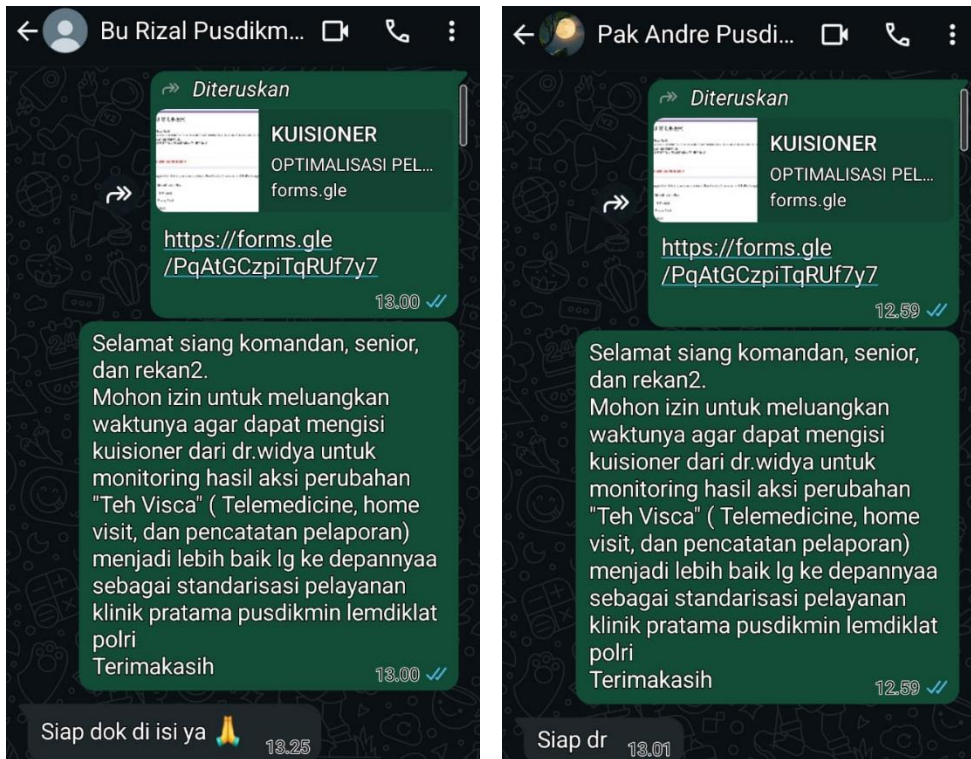 Bu Rizal Pusdikm...
Diteruskan
KUISIONER
OPTIMALISASI PEL...
forms.gle
https://forms.gle
/PqAtGCzpiTqRUf7y7
13.00
Selamat siang komandan, senior,
dan rekan2.
Mohon izin untuk meluangkan
waktunya agar dapat mengisi
kuisioner dari dr.widya untuk
monitoring hasil aksi perubahan
"Teh Visca" ( Telemedicine, home
visit, dan pencatatan pelaporan)
menjadi lebih baik lg ke depannyaa
sebagai standarisasi pelayanan
klinik pratama pusdikmin lemdiklat
polri
Terimakasih
13.00
Siap dok di isi ya 🙏
13.25
Pak Andre Pusdi...
Diteruskan
KUISIONER
OPTIMALISASI PEL...
forms.gle
https://forms.gle
/PqAtGCzpiTqRUf7y7
12.59
Selamat siang komandan, senior,
dan rekan2.
Mohon izin untuk meluangkan
waktunya agar dapat mengisi
kuisioner dari dr.widya untuk
monitoring hasil aksi perubahan
"Teh Visca" ( Telemedicine, home
visit, dan pencatatan pelaporan)
menjadi lebih baik lg ke depannyaa
sebagai standarisasi pelayanan
klinik pratama pusdikmin lemdiklat
polri
Terimakasih
12.59
Siap dr
13.01